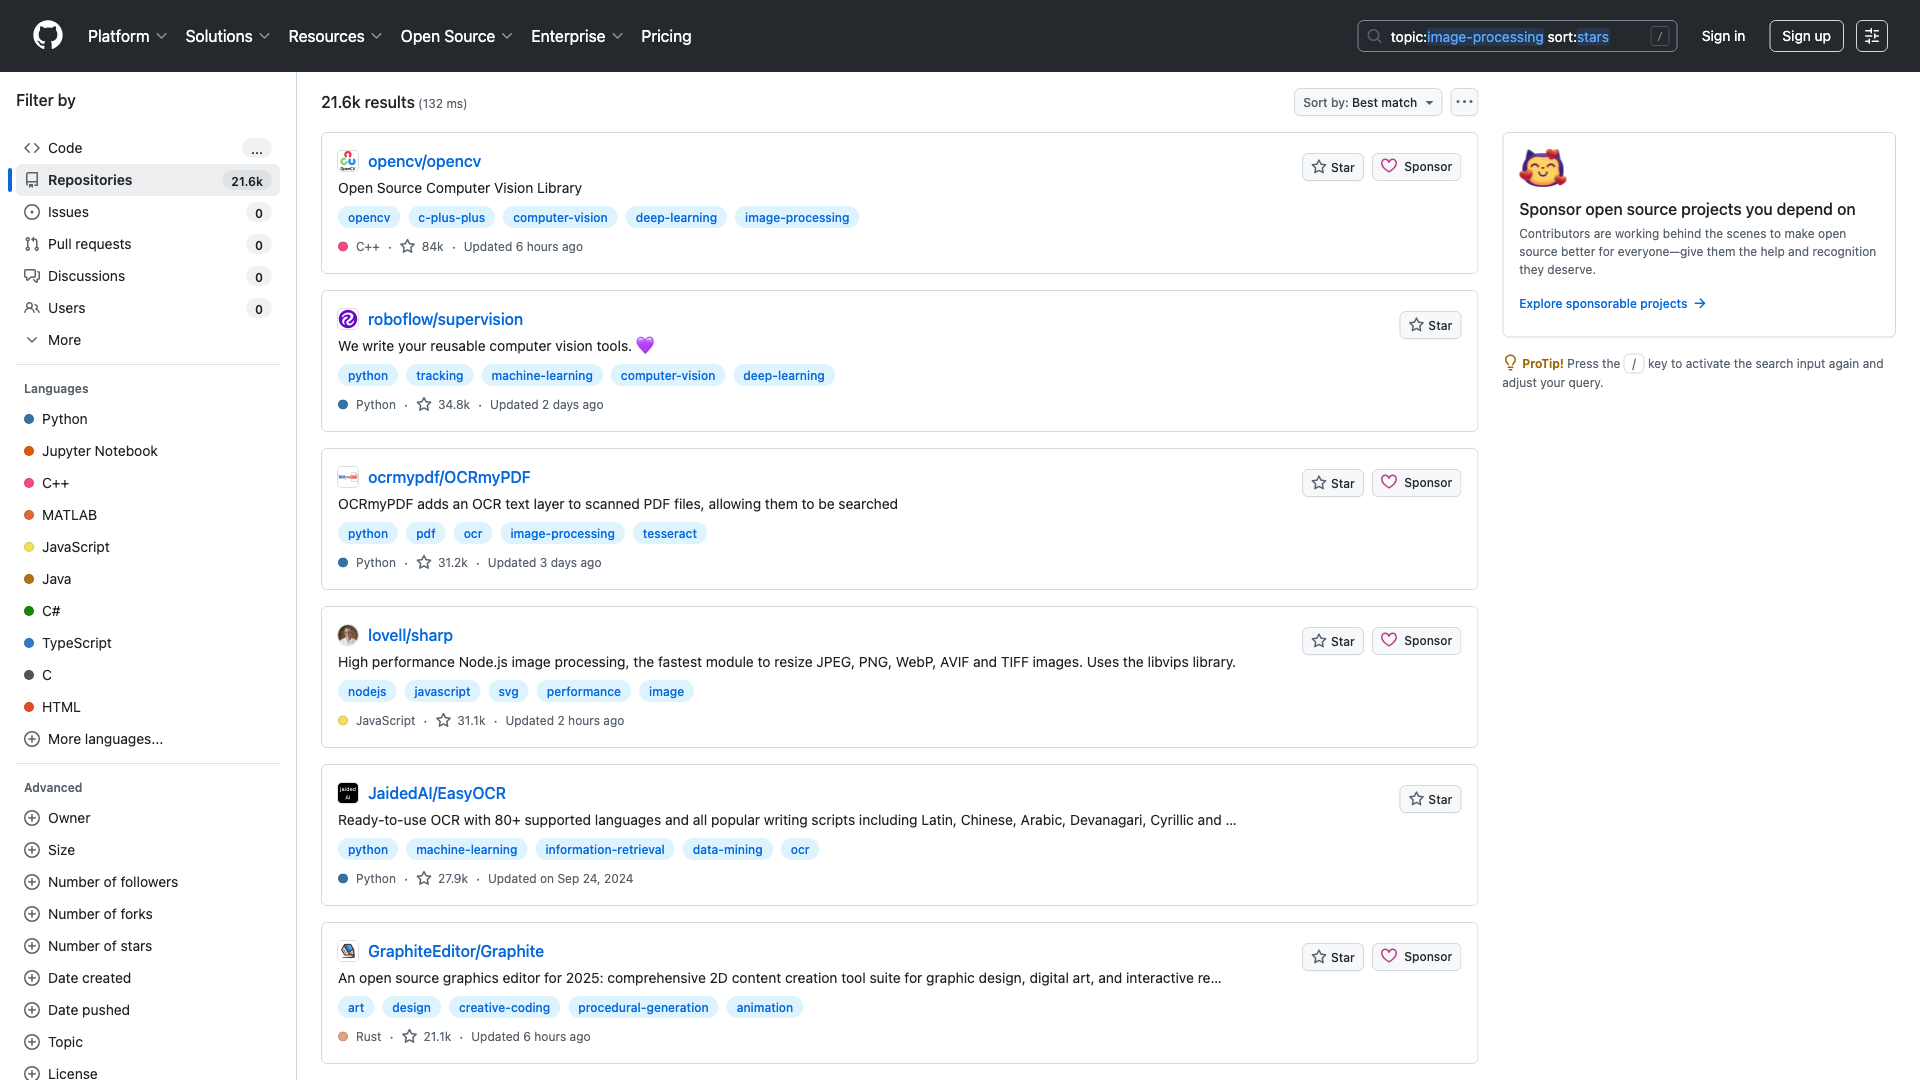 Platform
Solutions
Resources
Open Source
Enterprise
Pricing
topic:image-processing sort:stars
/
Sign in
Sign up
Filter by
Code
...
Repositories
21.6k
Issues
0
Pull requests
0
Discussions
0
Users
0
More
Languages
Python
Jupyter Notebook
C++
MATLAB
JavaScript
Java
C#
TypeScript
C
HTML
More languages...
Advanced
Owner
Size
Number of followers
Number of forks
Number of stars
Date created
Date pushed
Topic
License
21.6k results (132 ms)
Sort by: Best match
opencv/opencv
Star
Sponsor
Open Source Computer Vision Library
opencv c-plus-plus computer-vision deep-learning image-processing
C++ · 84k · Updated 6 hours ago
roboflow/supervision
Star
We write your reusable computer vision tools. 💜
python tracking machine-learning computer-vision deep-learning
Python · 34.8k · Updated 2 days ago
ocrmypdf/OCRmyPDF
Star
Sponsor
OCRmyPDF adds an OCR text layer to scanned PDF files, allowing them to be searched
python pdf ocr image-processing tesseract
Python · 31.2k · Updated 3 days ago
lovell/sharp
Star
Sponsor
High performance Node.js image processing, the fastest module to resize JPEG, PNG, WebP, AVIF and TIFF images. Uses the libvips library.
nodejs javascript svg performance image
JavaScript · 31.1k · Updated 2 hours ago
jaided
AI
JaidedAI/EasyOCR
Star
Ready-to-use OCR with 80+ supported languages and all popular writing scripts including Latin, Chinese, Arabic, Devanagari, Cyrillic and ...
python machine-learning information-retrieval data-mining ocr
Python · 27.9k · Updated on Sep 24, 2024
GraphiteEditor/Graphite
Star
Sponsor
An open source graphics editor for 2025: comprehensive 2D content creation tool suite for graphic design, digital art, and interactive re...
art design creative-coding procedural-generation animation
Rust · 21.1k · Updated 6 hours ago
Sponsor open source projects you depend on
Contributors are working behind the scenes to make open
source better for everyone—give them the help and recognition
they deserve.
Explore sponsorable projects →
ProTip! Press the / key to activate the search input again and
adjust your query.